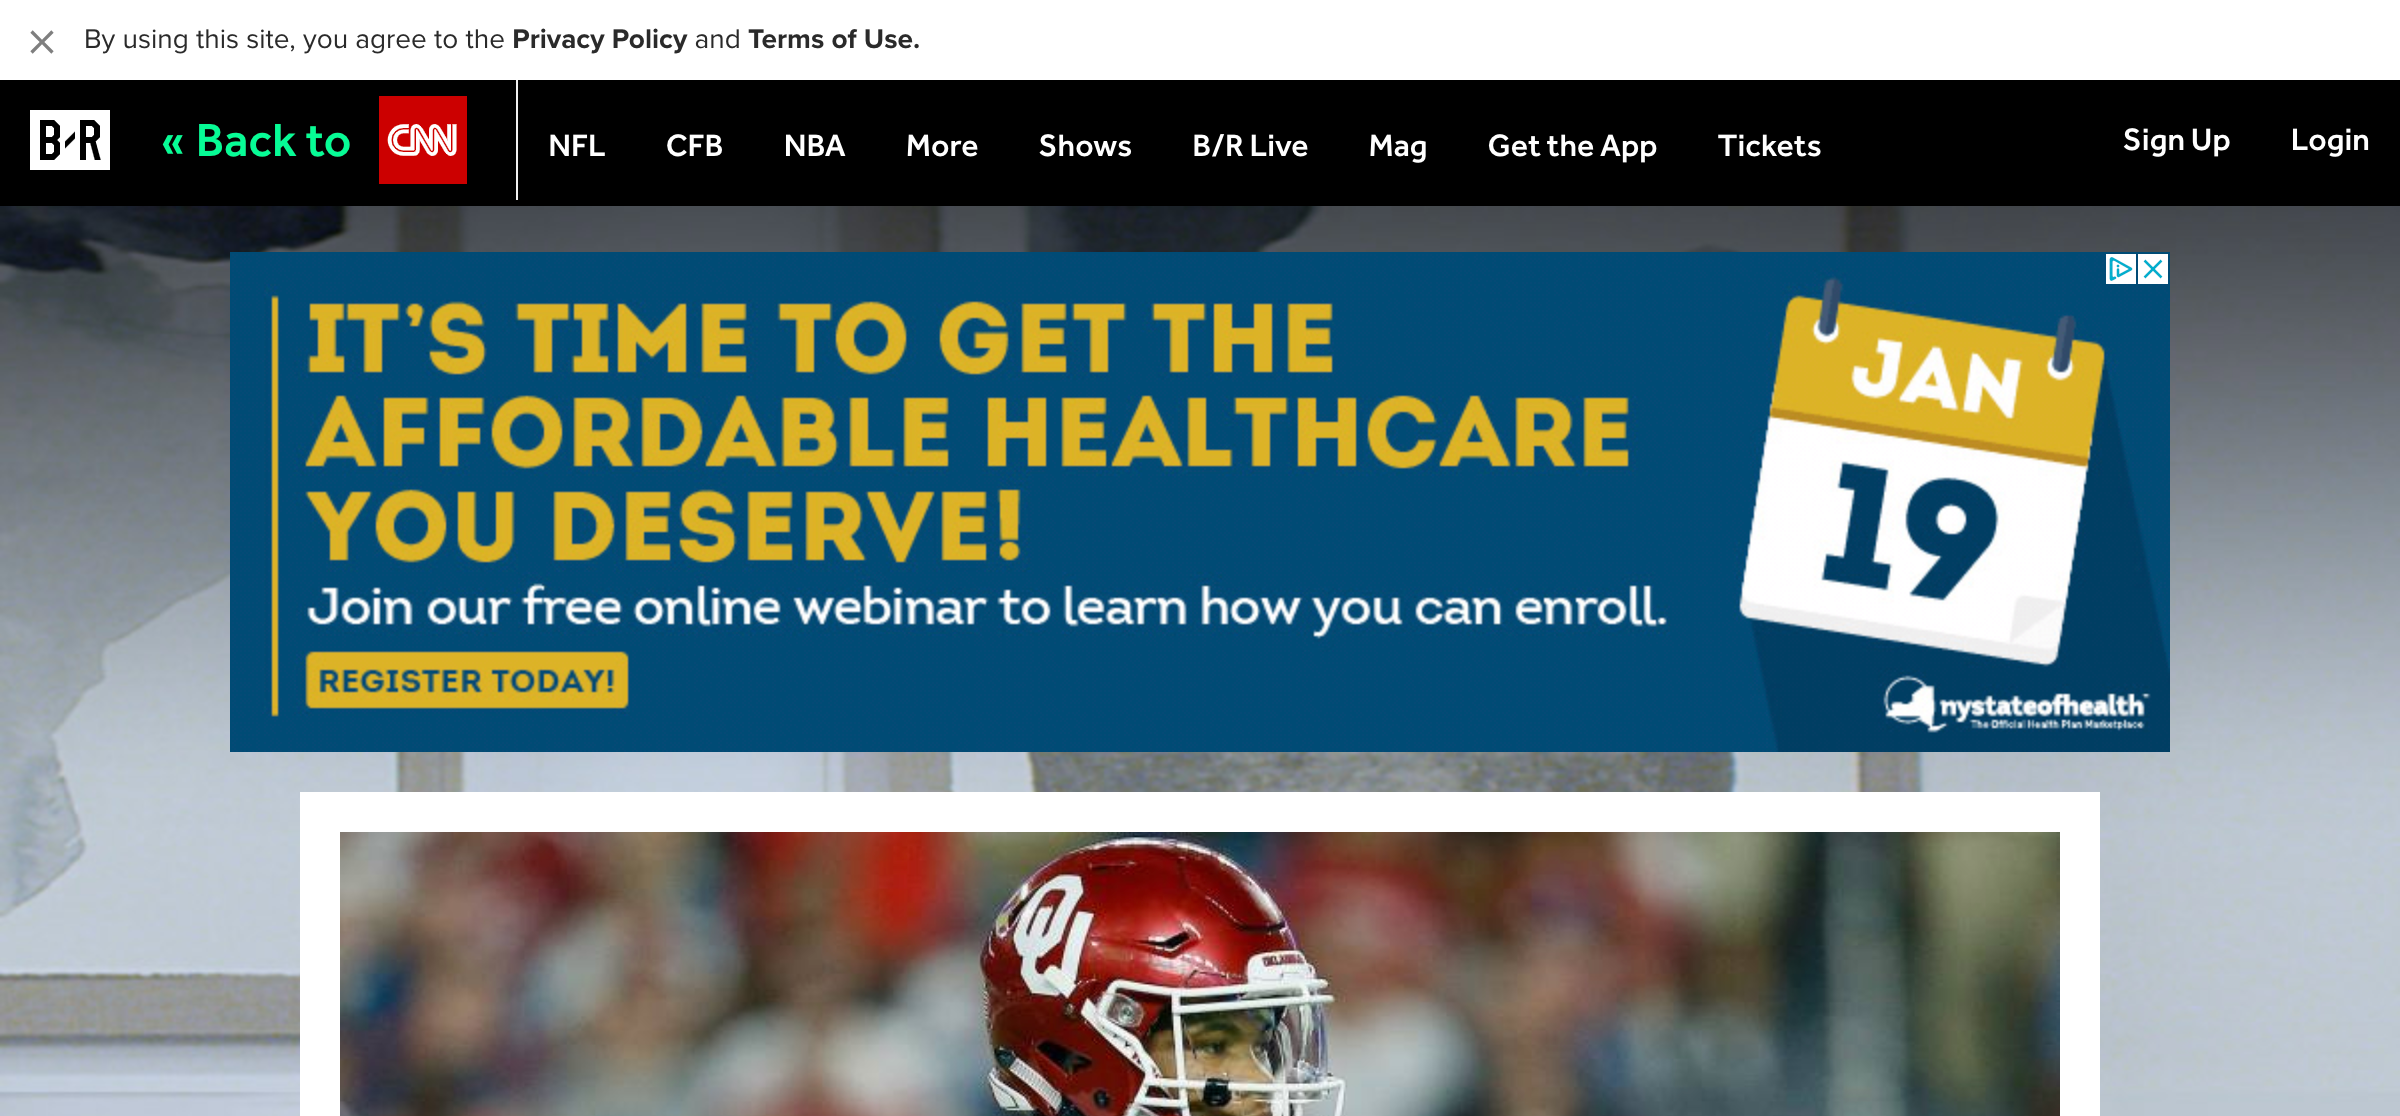 By using this site, you agree to the Privacy Policy and Terms of Use.
B/R
« Back to CNN
NFL CFB NBA More Shows B/R Live Mag Get the App Tickets Sign Up Login
IT'S TIME TO GET THE
AFFORDABLE HEALTHCARE
YOU DESERVE!
Join our free online webinar to learn how you can enroll.
REGISTER TODAY!
JAN
19
nystateofhealth™
The Official Health Plan Marketplace
OU
OKLAHOMA